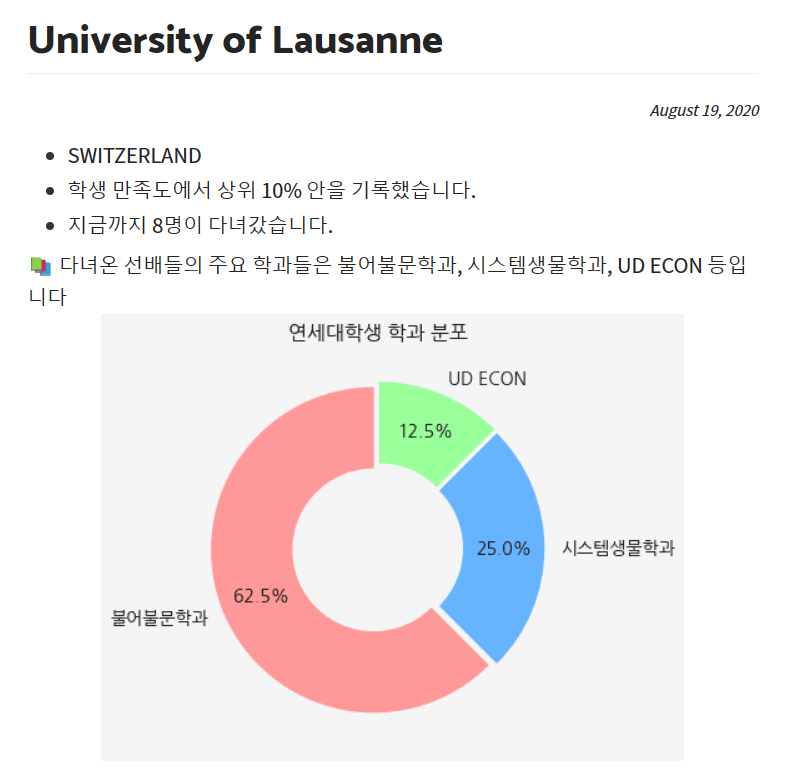 University of Lausanne
August 19, 2020
SWITZERLAND
학생 만족도에서 상위 10% 안을 기록했습니다.
지금까지 8명이 다녀갔습니다.
다녀온 선배들의 주요 학과들은 불어불문학과, 시스템생물학과, UD ECON 등입
니다
연세대학생 학과 분포
UD ECON
12.5%
25.0%
시스템생물학과
62.5%
불어불문학과